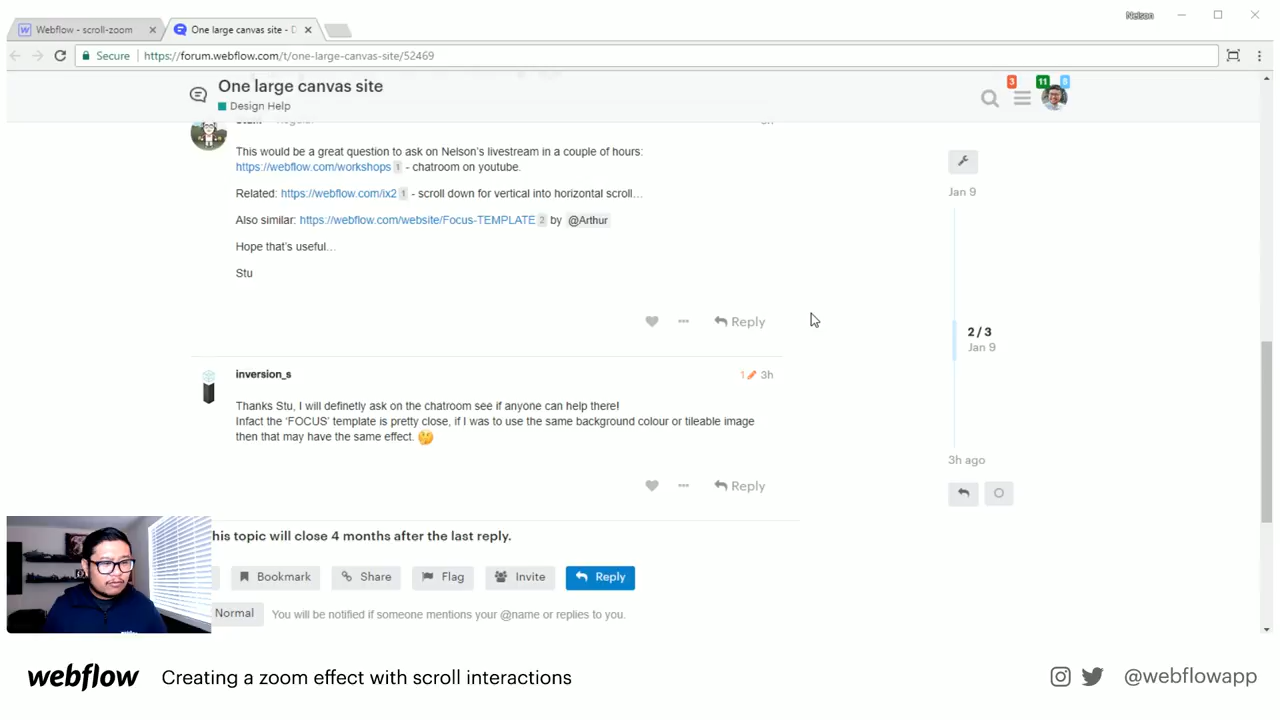 Nelson
Webflow - scroll-zoom
One large canvas site - D
Secure
https://forum.webflow.com/t/one-large-canvas-site/52469
One large canvas site
Design Help
3
11
8
This would be a great question to ask on Nelson's livestream in a couple of hours:
https://webflow.com/workshops 1 - chatroom on youtube.
Jan 9
Related: https://webflow.com/ix2 1 - scroll down for vertical into horizontal scroll...
Also similar: https://webflow.com/website/Focus-TEMPLATE 2 by @Arthur
Hope that's useful...
Stu
Reply
2 / 3
Jan 9
inversion_s
1 3h
Thanks Stu, I will definetly ask on the chatroom see if anyone can help there!
Infact the 'FOCUS' template is pretty close, if I was to use the same background colour or tileable image
then that may have the same effect.
3h ago
Reply
his topic will close 4 months after the last reply.
Bookmark
Share
Flag
Invite
Reply
Normal
You will be notified if someone mentions your @name or replies to you.
webflow
Creating a zoom effect with scroll interactions
@webflowapp